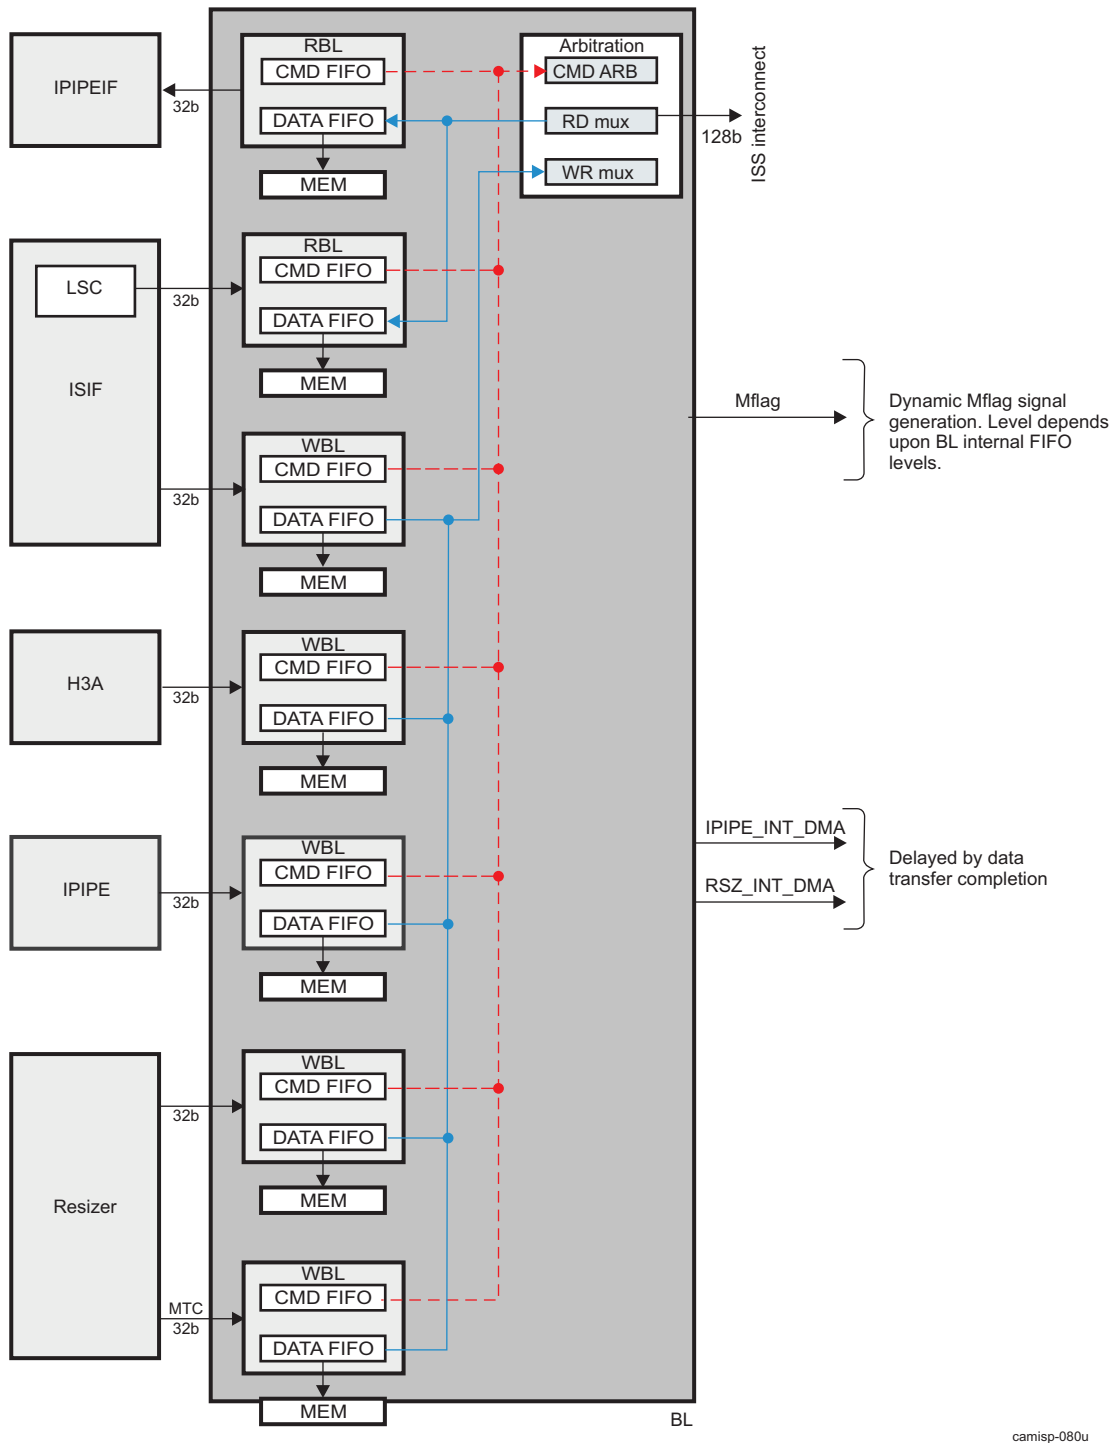 RBL
CMD FIFO
DATA FIFO
MEM
IPIPEIF
32b
Arbitration
CMD ARB
RD mux
WR mux
128b
ISS interconnect
RBL
CMD FIFO
DATA FIFO
MEM
LSC
ISIF
32b
WBL
CMD FIFO
DATA FIFO
MEM
32b
Mflag
Dynamic Mflag signal
generation. Level depends
upon BL internal FIFO
levels.
H3A
32b
WBL
CMD FIFO
DATA FIFO
MEM
IPIPE
32b
WBL
CMD FIFO
DATA FIFO
MEM
IPIPE_INT_DMA
RSZ_INT_DMA
Delayed by data
transfer completion
Resizer
32b
WBL
CMD FIFO
DATA FIFO
MEM
MTC
32b
WBL
CMD FIFO
DATA FIFO
MEM
BL
camisp-080u